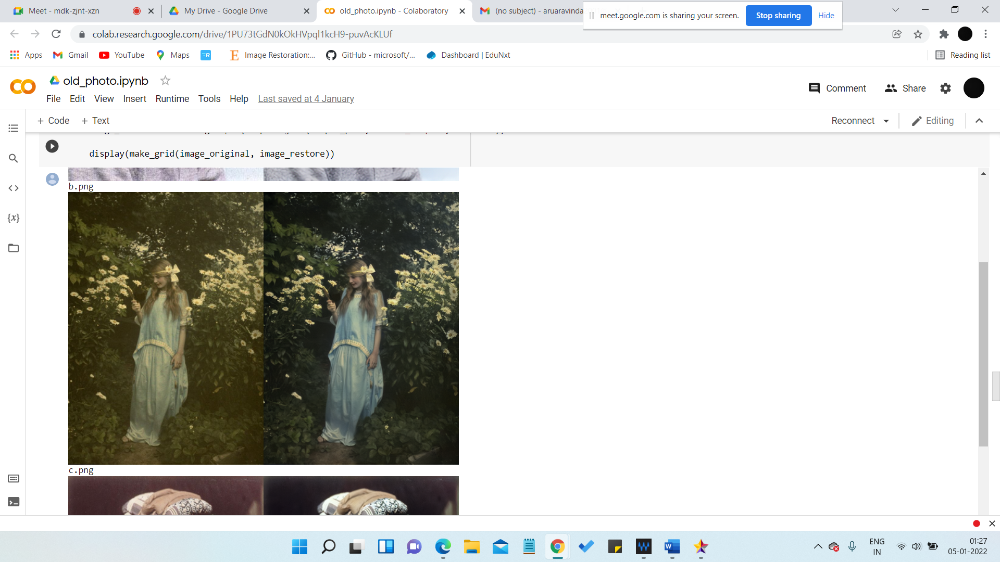 Meet - mdk-zjnt-xzn
My Drive - Google Drive
old_photo.ipynb - Colaboratory
(no subject) - aruaravinda
meet.google.com is sharing your screen.
Stop sharing
Hide
colab.research.google.com/drive/1PU73tGdN0kOkHVpql1kcH9-puvAcKLUf
Apps
Gmail
YouTube
Maps
Image Restoration:...
GitHub - microsoft/...
Dashboard | EduNxt
Reading list
old_photo.ipynb
Comment
Share
File Edit View Insert Runtime Tools Help Last saved at 4 January
+ Code + Text
Reconnect
Editing
display(make_grid(image_original, image_restore))
{x}
b.png
c.png
ENG
IN
01:27
05-01-2022